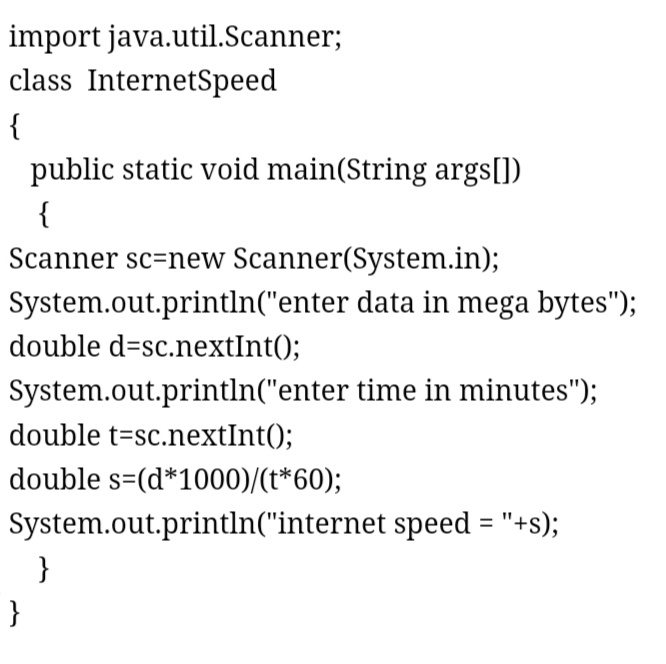 import java.util.Scanner;
class  InternetSpeed
{
   public static void main(String args[])
    {
Scanner sc=new Scanner(System.in);
System.out.println("enter data in mega bytes");
double d=sc.nextInt();
System.out.println("enter time in minutes");
double t=sc.nextInt();
double s=(d*1000)/(t*60);
System.out.println("internet speed = "+s);
    }
}